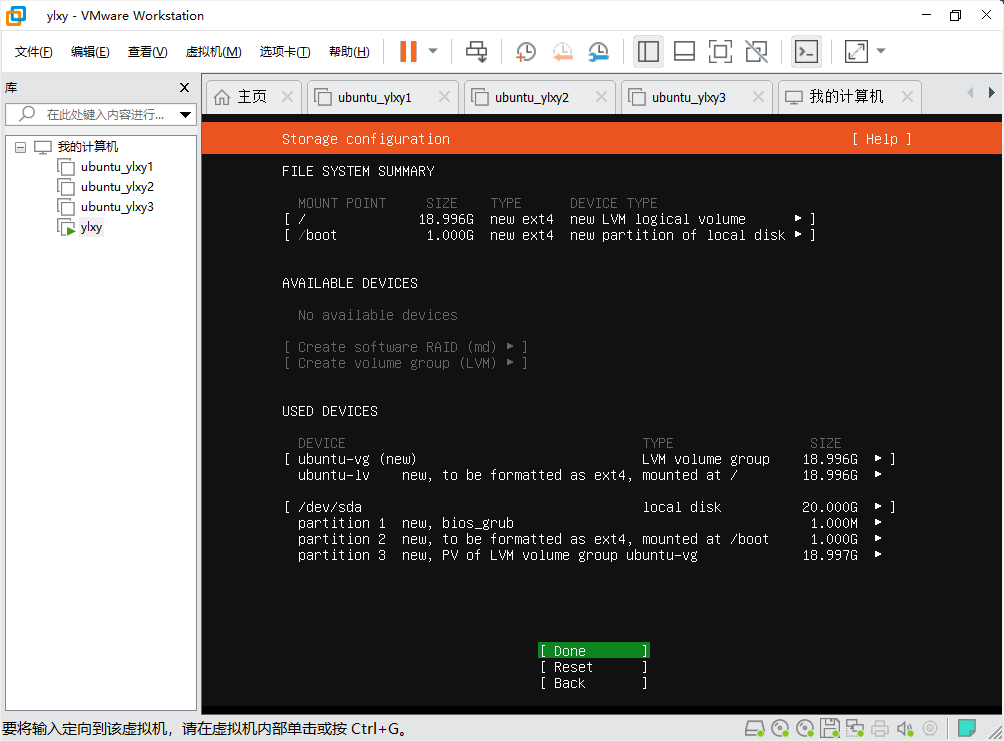 ylxy - VMware Workstation
文件(F) 编辑(E) 查看(V) 虚拟机(M) 选项卡(T) 帮助(H)
库
在此处键入内容进行...
我的计算机
ubuntu_ylxy1
ubuntu_ylxy2
ubuntu_ylxy3
ylxy
主页 ubuntu_ylxy1 ubuntu_ylxy2 ubuntu_ylxy3 我的计算机
Storage configuration [ Help ]
FILE SYSTEM SUMMARY
MOUNT POINT SIZE TYPE DEVICE TYPE
[ / 18.996G new ext4 new LVM logical volume ▸ ]
[ /boot 1.000G new ext4 new partition of local disk ▸ ]
AVAILABLE DEVICES
No available devices
[ Create software RAID (md) ▸ ]
[ Create volume group (LVM) ▸ ]
USED DEVICES
DEVICE TYPE SIZE
[ ubuntu-vg (new) LVM volume group 18.996G ▸ ]
ubuntu-lv new, to be formatted as ext4, mounted at / 18.996G ▸
[ /dev/sda local disk 20.000G ▸ ]
partition 1 new, bios_grub 1.000M ▸
partition 2 new, to be formatted as ext4, mounted at /boot 1.000G ▸
partition 3 new, PV of LVM volume group ubuntu-vg 18.997G ▸
[ Done ]
[ Reset ]
[ Back ]
要将输入定向到该虚拟机，请在虚拟机内部单击或按 Ctrl+G。